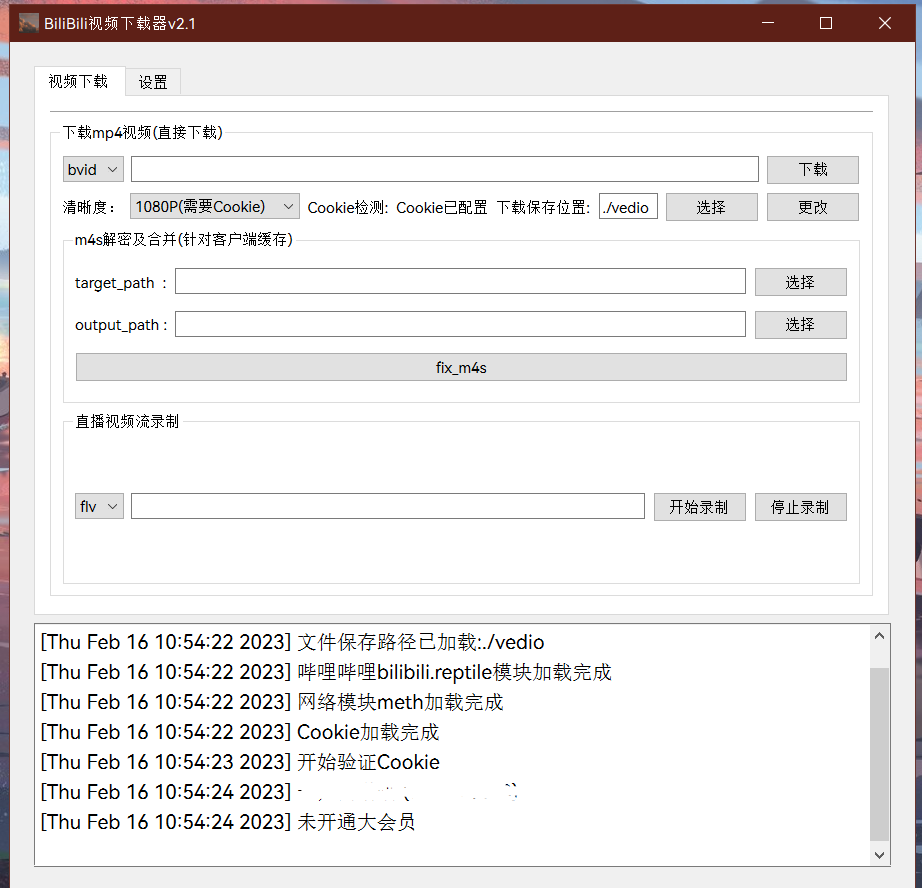 BiliBili视频下载器v2.1
视频下载 设置
下载mp4视频(直接下载)
bvid 下载
清晰度： 1080P(需要Cookie) Cookie检测: Cookie已配置 下载保存位置: ./vedio 选择 更改
m4s解密及合并(针对客户端缓存)
target_path : 选择
output_path : 选择
fix_m4s
直播视频流录制
flv 开始录制 停止录制
[Thu Feb 16 10:54:22 2023] 文件保存路径已加载:./vedio
[Thu Feb 16 10:54:22 2023] 哔哩哔哩bilibili.reptile模块加载完成
[Thu Feb 16 10:54:22 2023] 网络模块meth加载完成
[Thu Feb 16 10:54:22 2023] Cookie加载完成
[Thu Feb 16 10:54:23 2023] 开始验证Cookie
[Thu Feb 16 10:54:24 2023]
[Thu Feb 16 10:54:24 2023] 未开通大会员